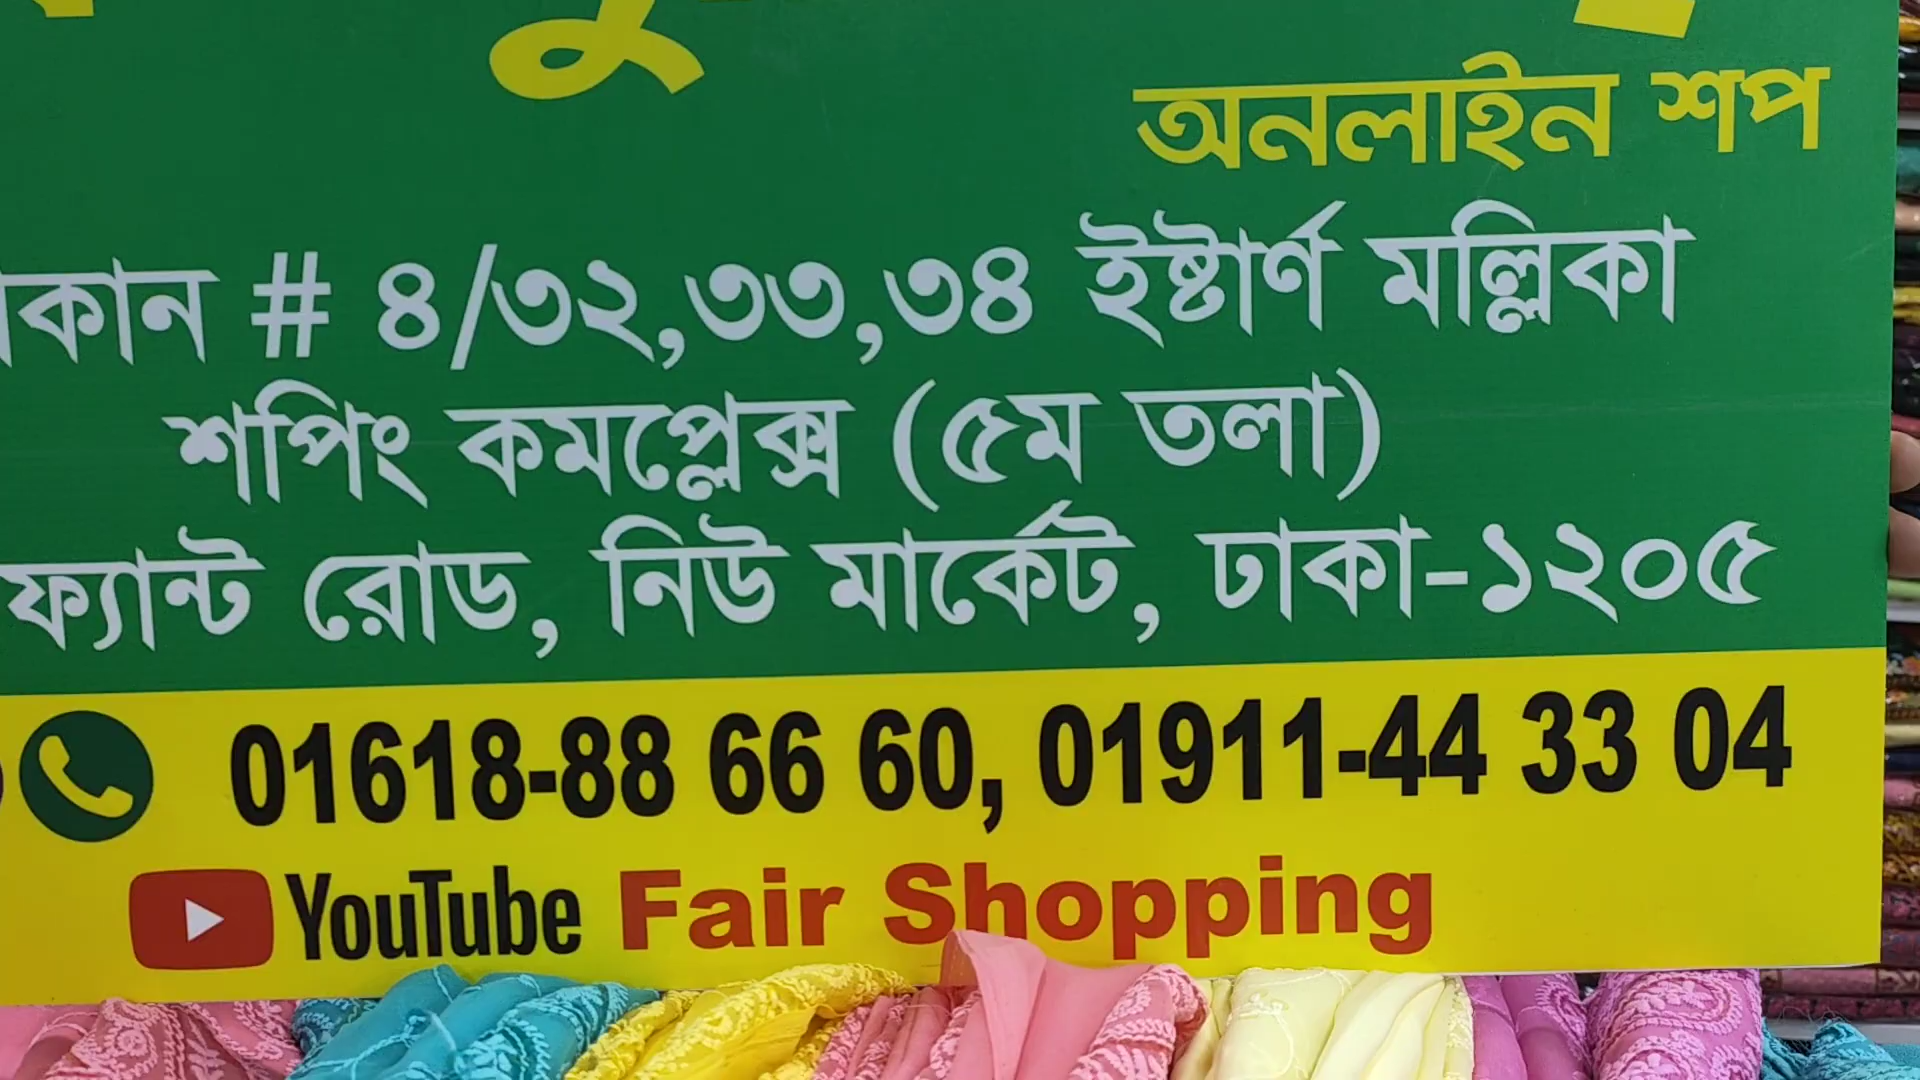 অনলাইন শপ
# ৪/৩২,৩৩,৩৪ ইষ্টার্ণ মল্লিকা
শপিং কমপ্লেক্স (৫ম তলা)
রোড, নিউ মার্কেট, ঢাকা-১২০৫
01618-88 66 60, 01911-44 33 04
YouTube Fair Shopping